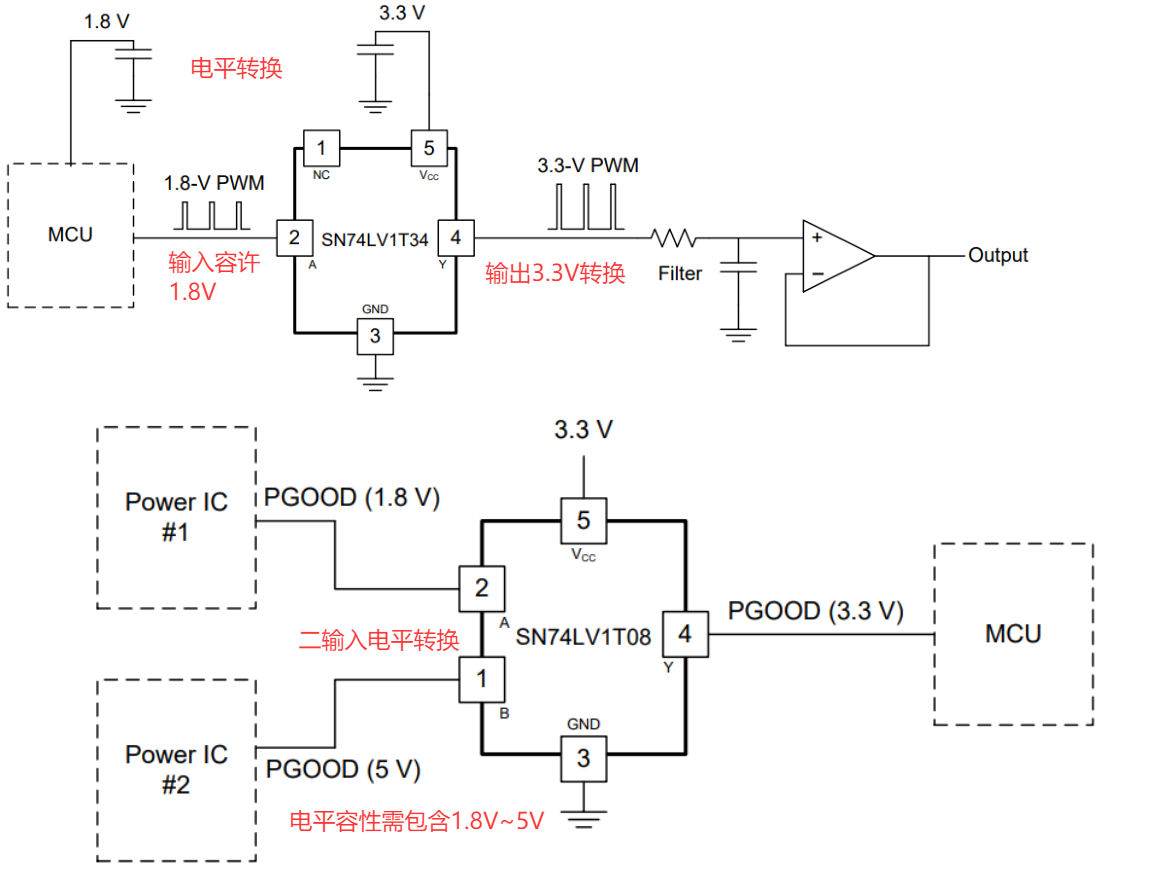 1.8 V
3.3 V
电平转换
1
5
NC
VCC
1.8-V PWM
3.3-V PWM
MCU
2
SN74LV1T34
4
A
Y
输入容许
1.8V
输出3.3V转换
Filter
+
−
Output
GND
3
3.3 V
Power IC
#1
PGOOD (1.8 V)
5
VCC
2
A
二输入电平转换
SN74LV1T08
4
Y
PGOOD (3.3 V)
MCU
1
B
Power IC
#2
PGOOD (5 V)
GND
3
电平容性需包含1.8V~5V